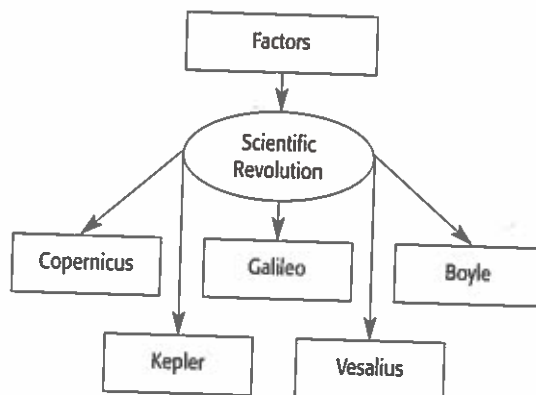 Factors
Scientific
Revolution
Copernicus
Galileo
Boyle
Kepler
Vesalius